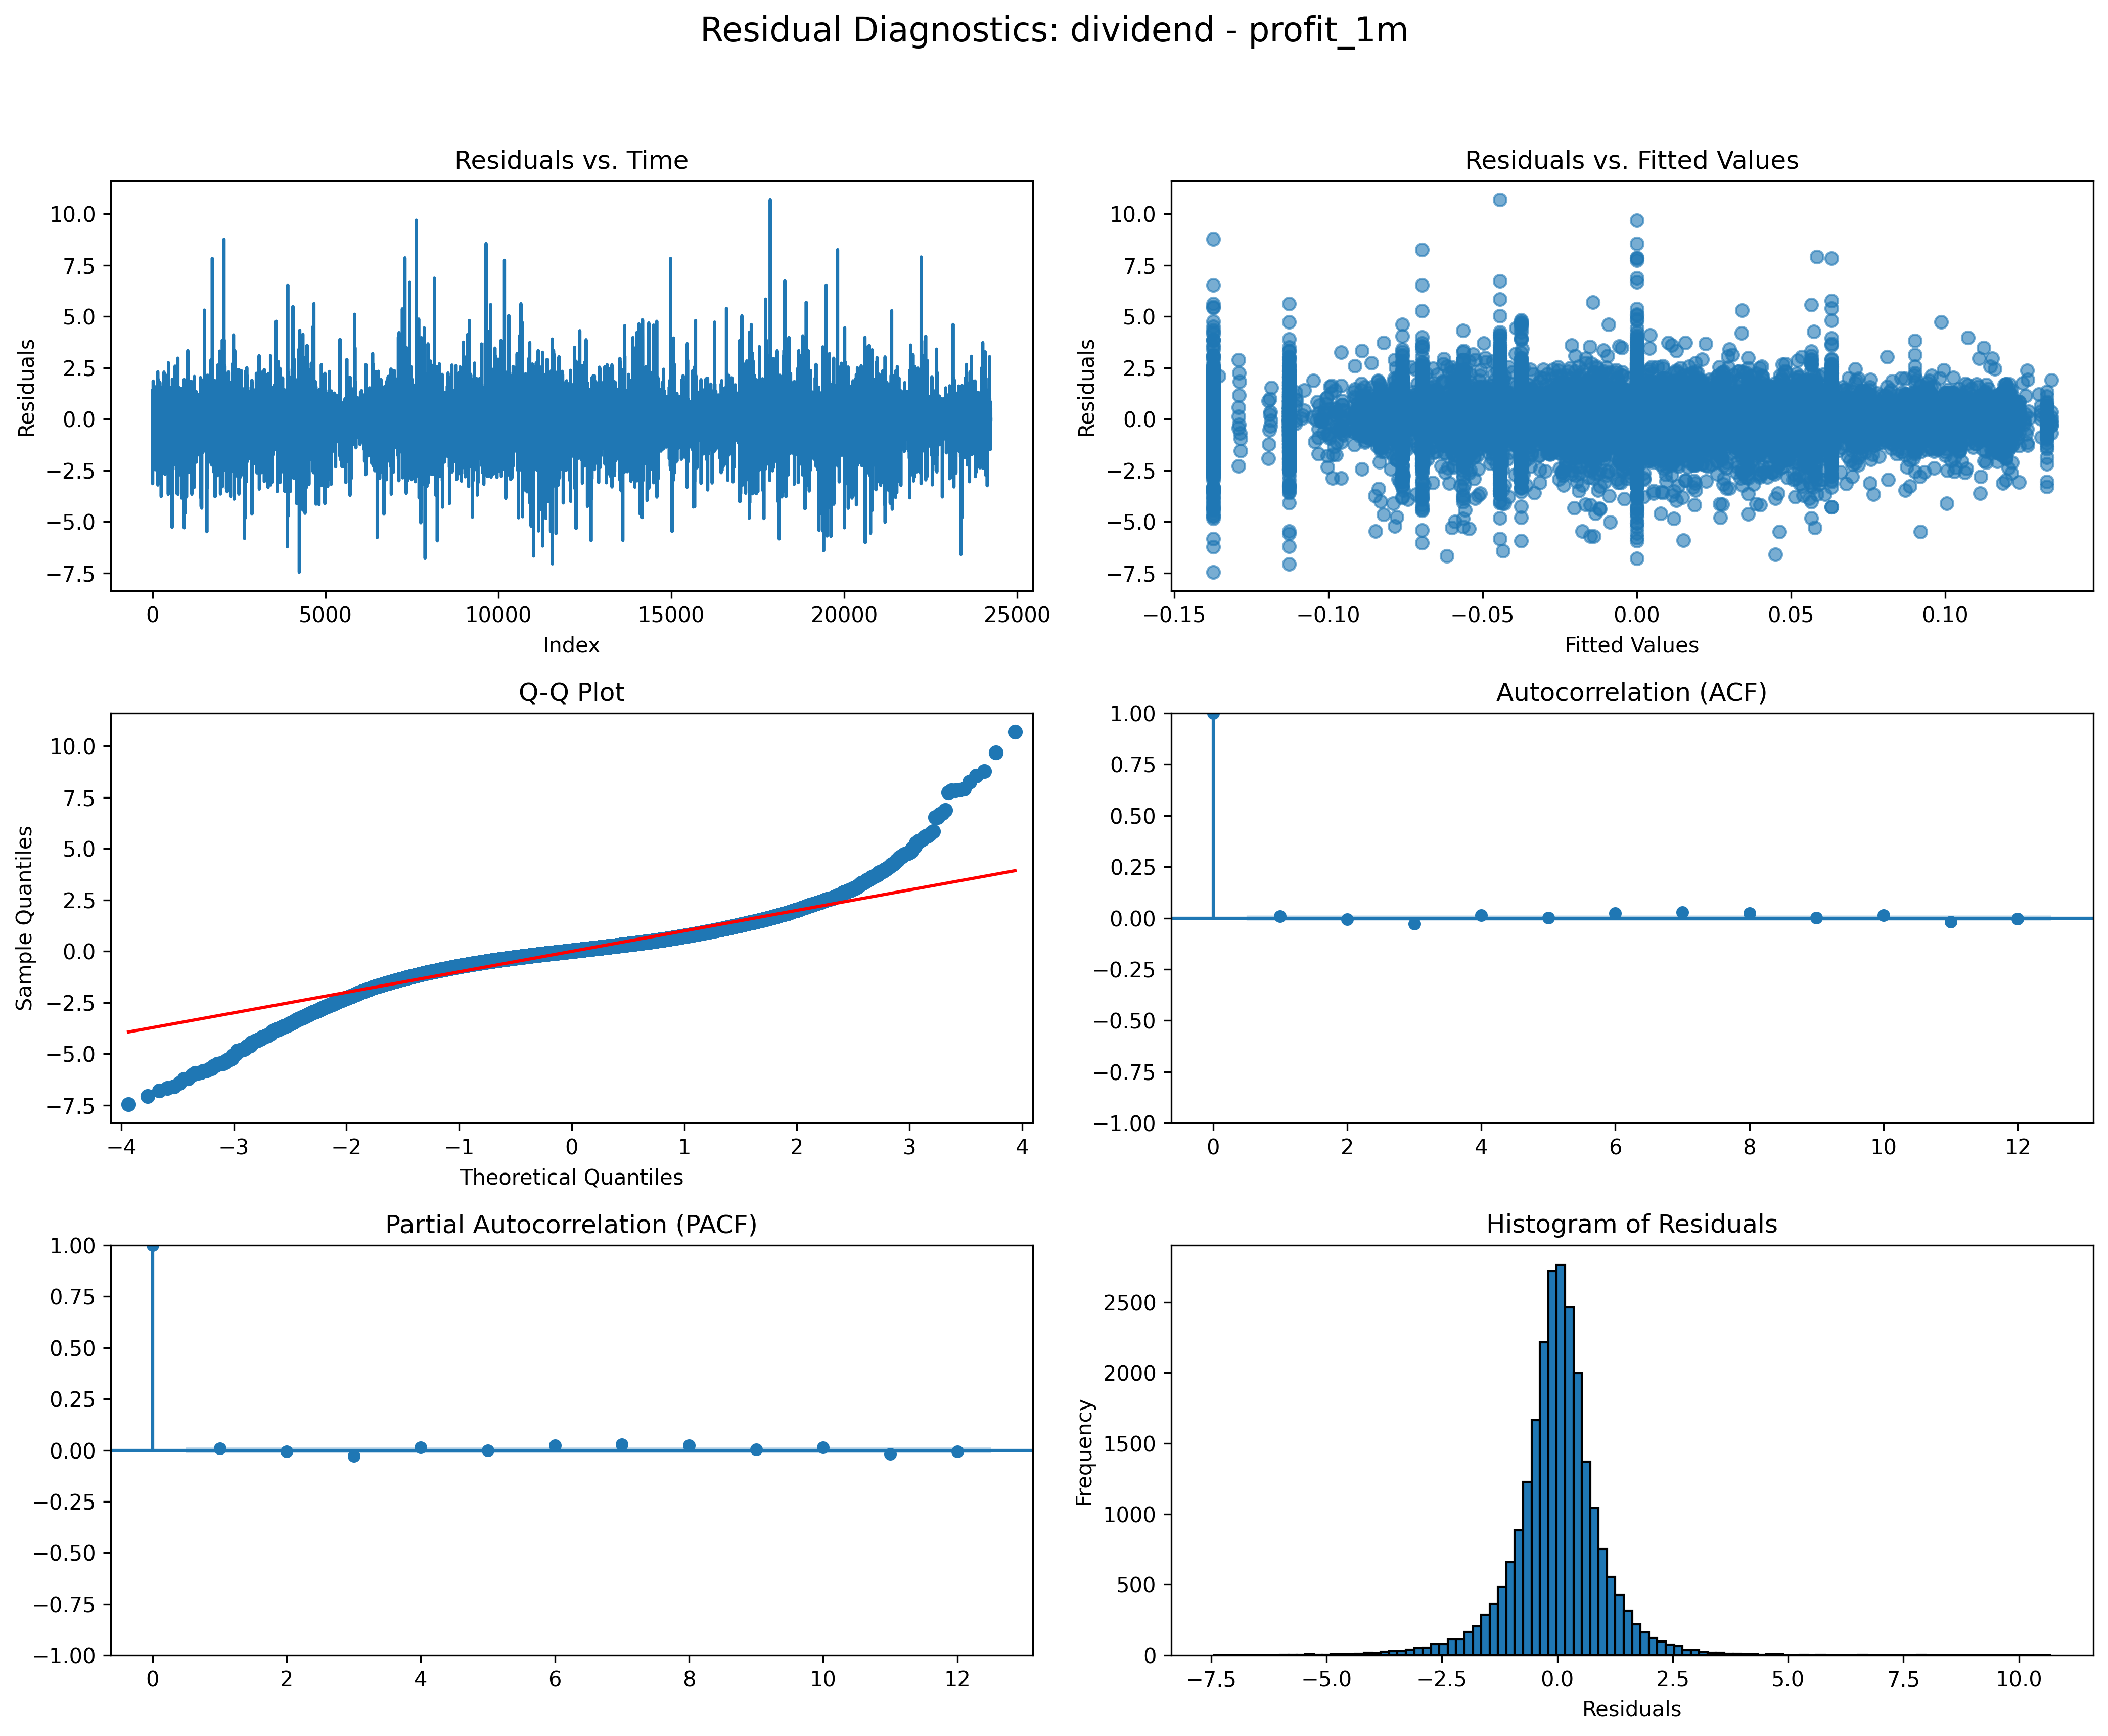 Residual Diagnostics: dividend - profit_1m
Residuals vs. Time
10.0
7.5
5.0
2.5
0.0
−2.5
−5.0
−7.5
Residuals
0 5000 10000 15000 20000 25000
Index
Residuals vs. Fitted Values
10.0
7.5
5.0
2.5
0.0
−2.5
−5.0
−7.5
Residuals
−0.15 −0.10 −0.05 0.00 0.05 0.10
Fitted Values
Q-Q Plot
10.0
7.5
5.0
2.5
0.0
−2.5
−5.0
−7.5
Sample Quantiles
−4 −3 −2 −1 0 1 2 3 4
Theoretical Quantiles
Autocorrelation (ACF)
1.00
0.75
0.50
0.25
0.00
−0.25
−0.50
−0.75
−1.00
0 2 4 6 8 10 12
Partial Autocorrelation (PACF)
1.00
0.75
0.50
0.25
0.00
−0.25
−0.50
−0.75
−1.00
0 2 4 6 8 10 12
Histogram of Residuals
2500
2000
1500
1000
500
0
Frequency
−7.5 −5.0 −2.5 0.0 2.5 5.0 7.5 10.0
Residuals